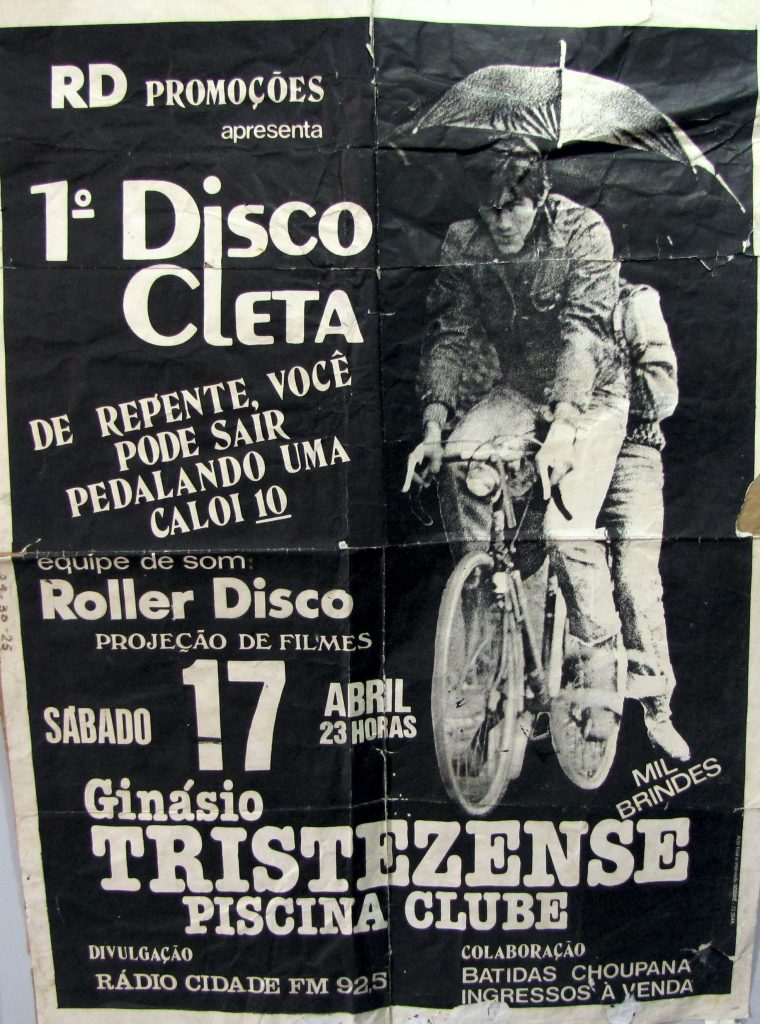 RD PROMOÇÕES
apresenta
1º DISCO
CLETA
DE REPENTE, VOCÊ
PODE SAIR
PEDALANDO UMA
CALOI 10
equipe de som:
Roller Disco
PROJEÇÃO DE FILMES
SÁBADO 17 ABRIL
23 HORAS
MIL
BRINDES
Ginásio
TRISTEZENSE
PISCINA CLUBE
DIVULGAÇÃO
RÁDIO CIDADE FM 92,5
COLABORAÇÃO
BATIDAS CHOUPANA
INGRESSOS À VENDA